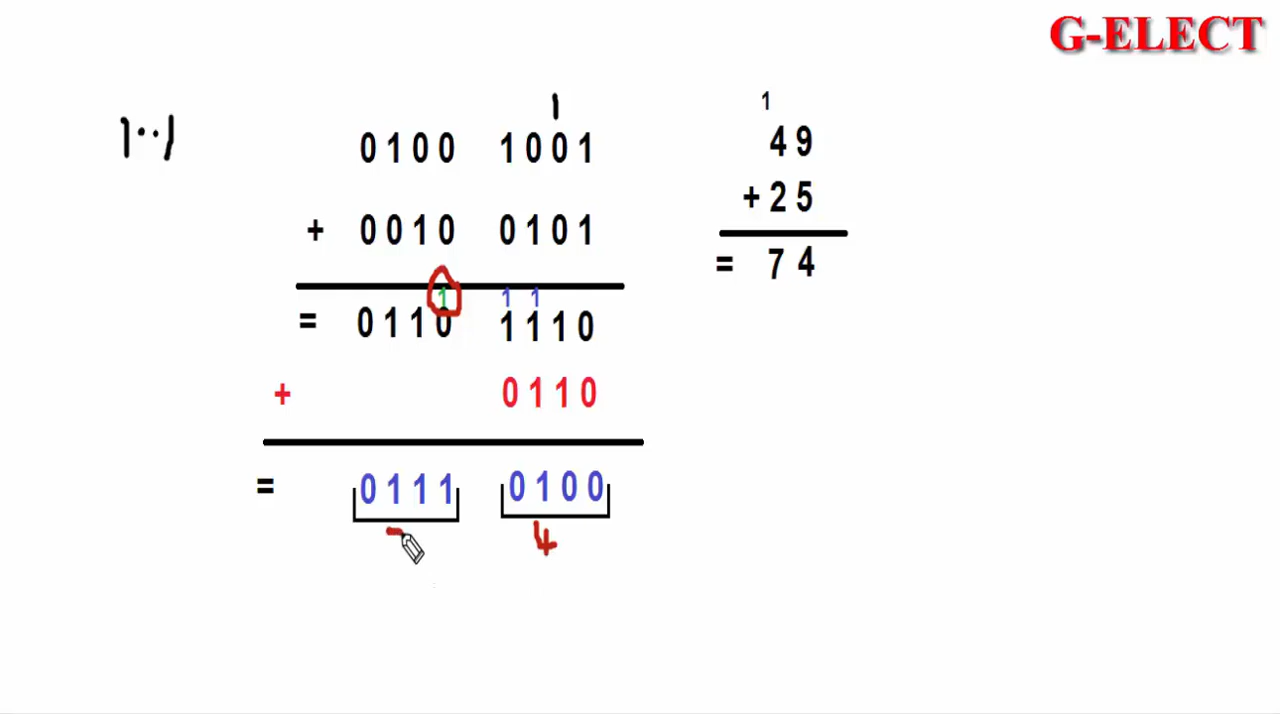 G-ELECT
1
0100 1001
+ 0010 0101
1 1 1
= 0110 1110
+ 0110
= 0111 0100
4
1
49
+ 25
= 74